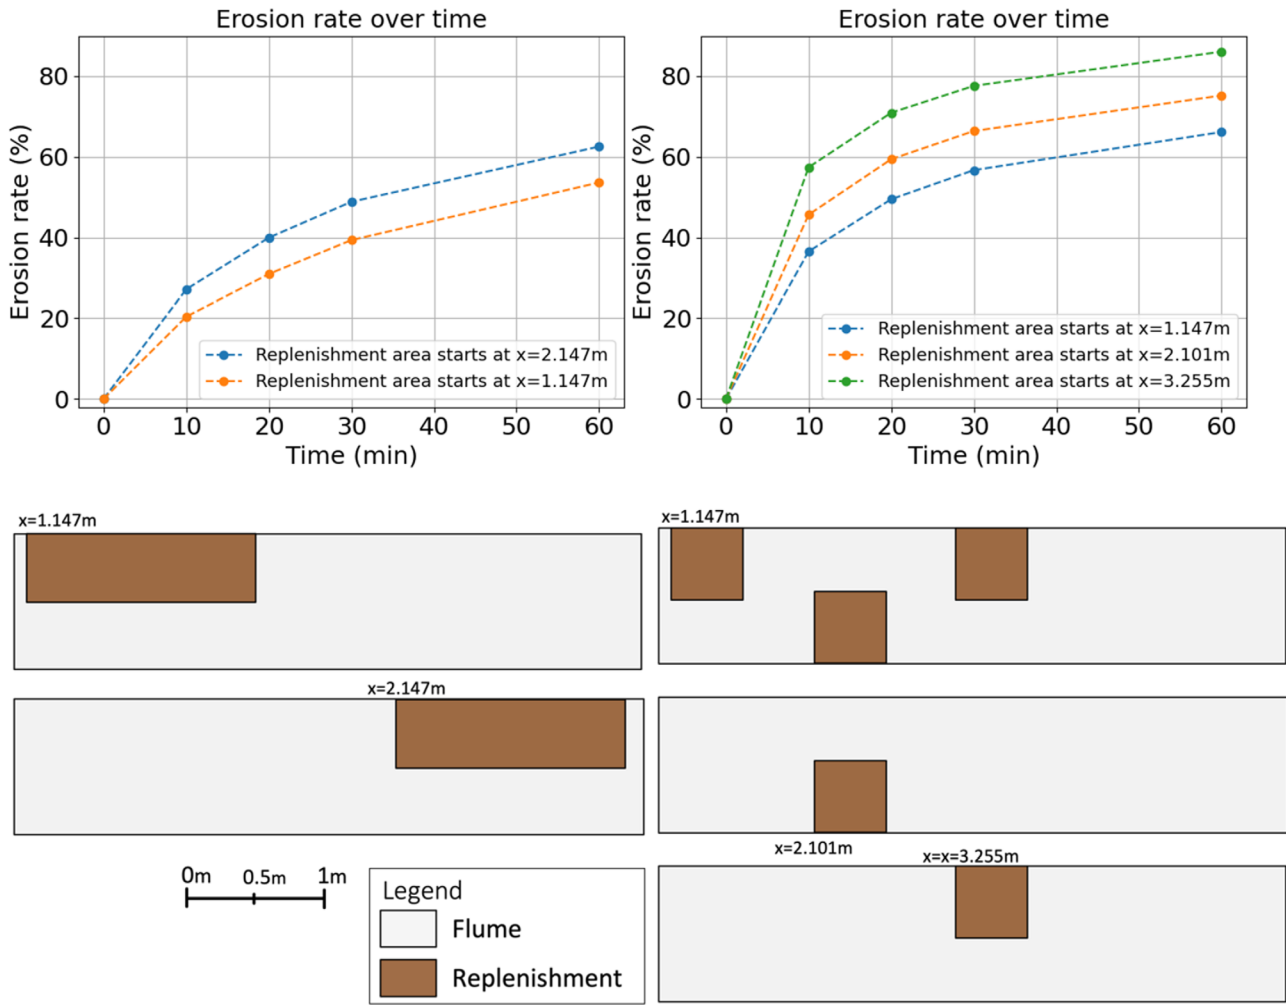 Erosion rate over time
Erosion rate (%)
80
60
40
20
0
Replenishment area starts at x=2.147m
Replenishment area starts at x=1.147m
0 10 20 30 40 50 60
Time (min)
Erosion rate over time
Erosion rate (%)
80
60
40
20
0
Replenishment area starts at x=1.147m
Replenishment area starts at x=2.101m
Replenishment area starts at x=3.255m
0 10 20 30 40 50 60
Time (min)
x=1.147m
x=2.147m
0m 0.5m 1m
Legend
Flume
Replenishment
x=1.147m
x=2.101m
x=x=3.255m